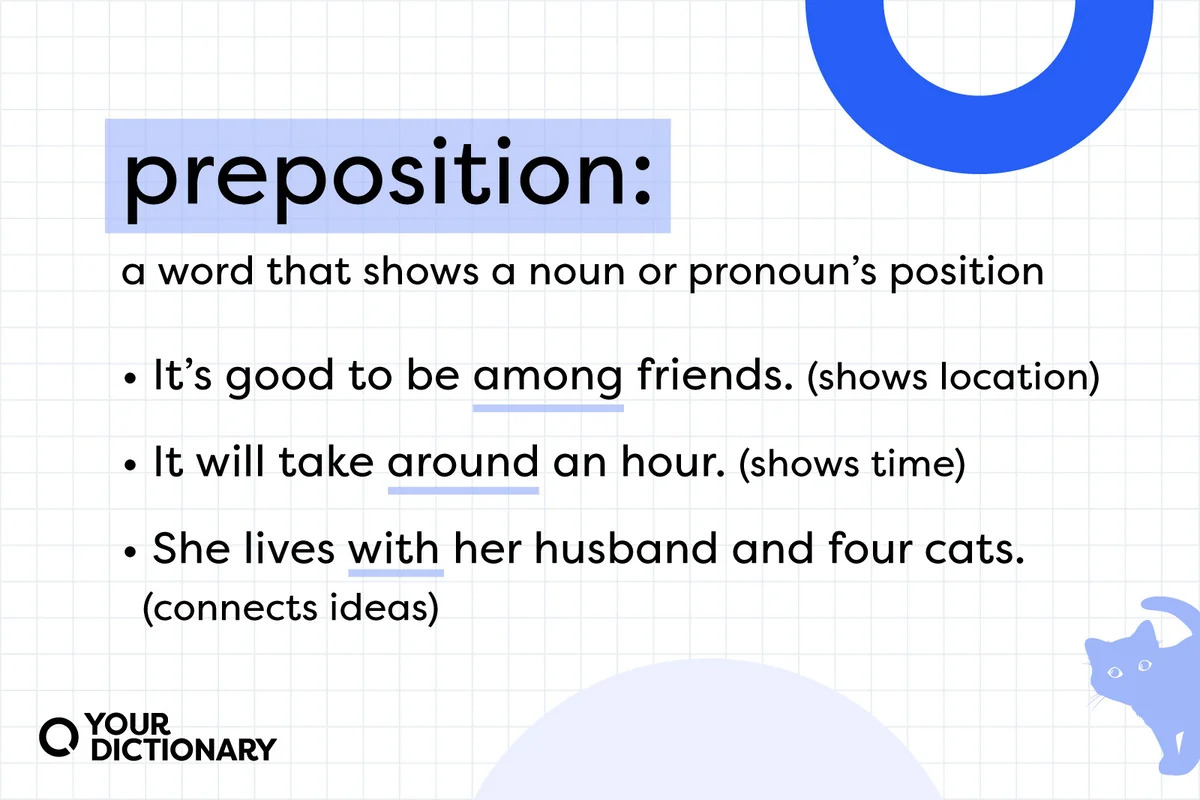 preposition:
a word that shows a noun or pronoun’s position
• It’s good to be among friends. (shows location)
• It will take around an hour. (shows time)
• She lives with her husband and four cats.
(connects ideas)
YOUR
DICTIONARY